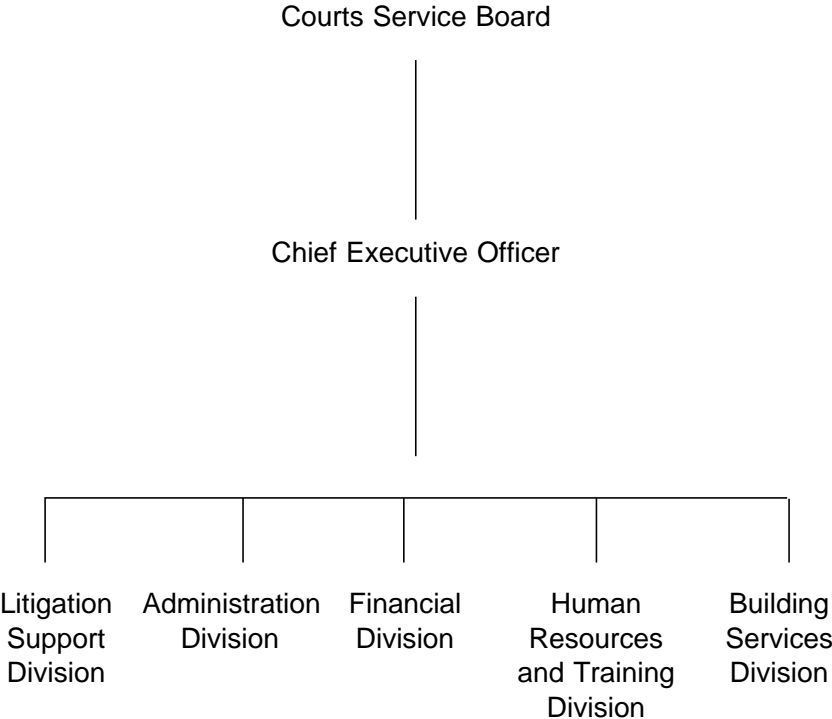 Courts Service Board
Chief Executive Officer
Litigation
Support
Division
Administration
Division
Financial
Division
Human
Resources
and Training
Division
Building
Services
Division